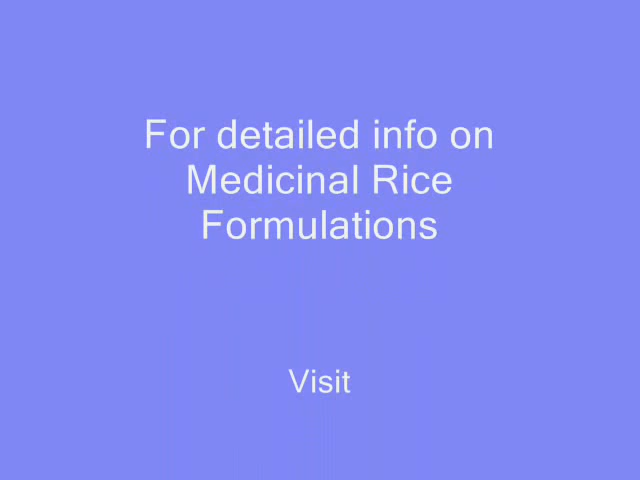 For detailed info on
Medicinal Rice
Formulations
Visit